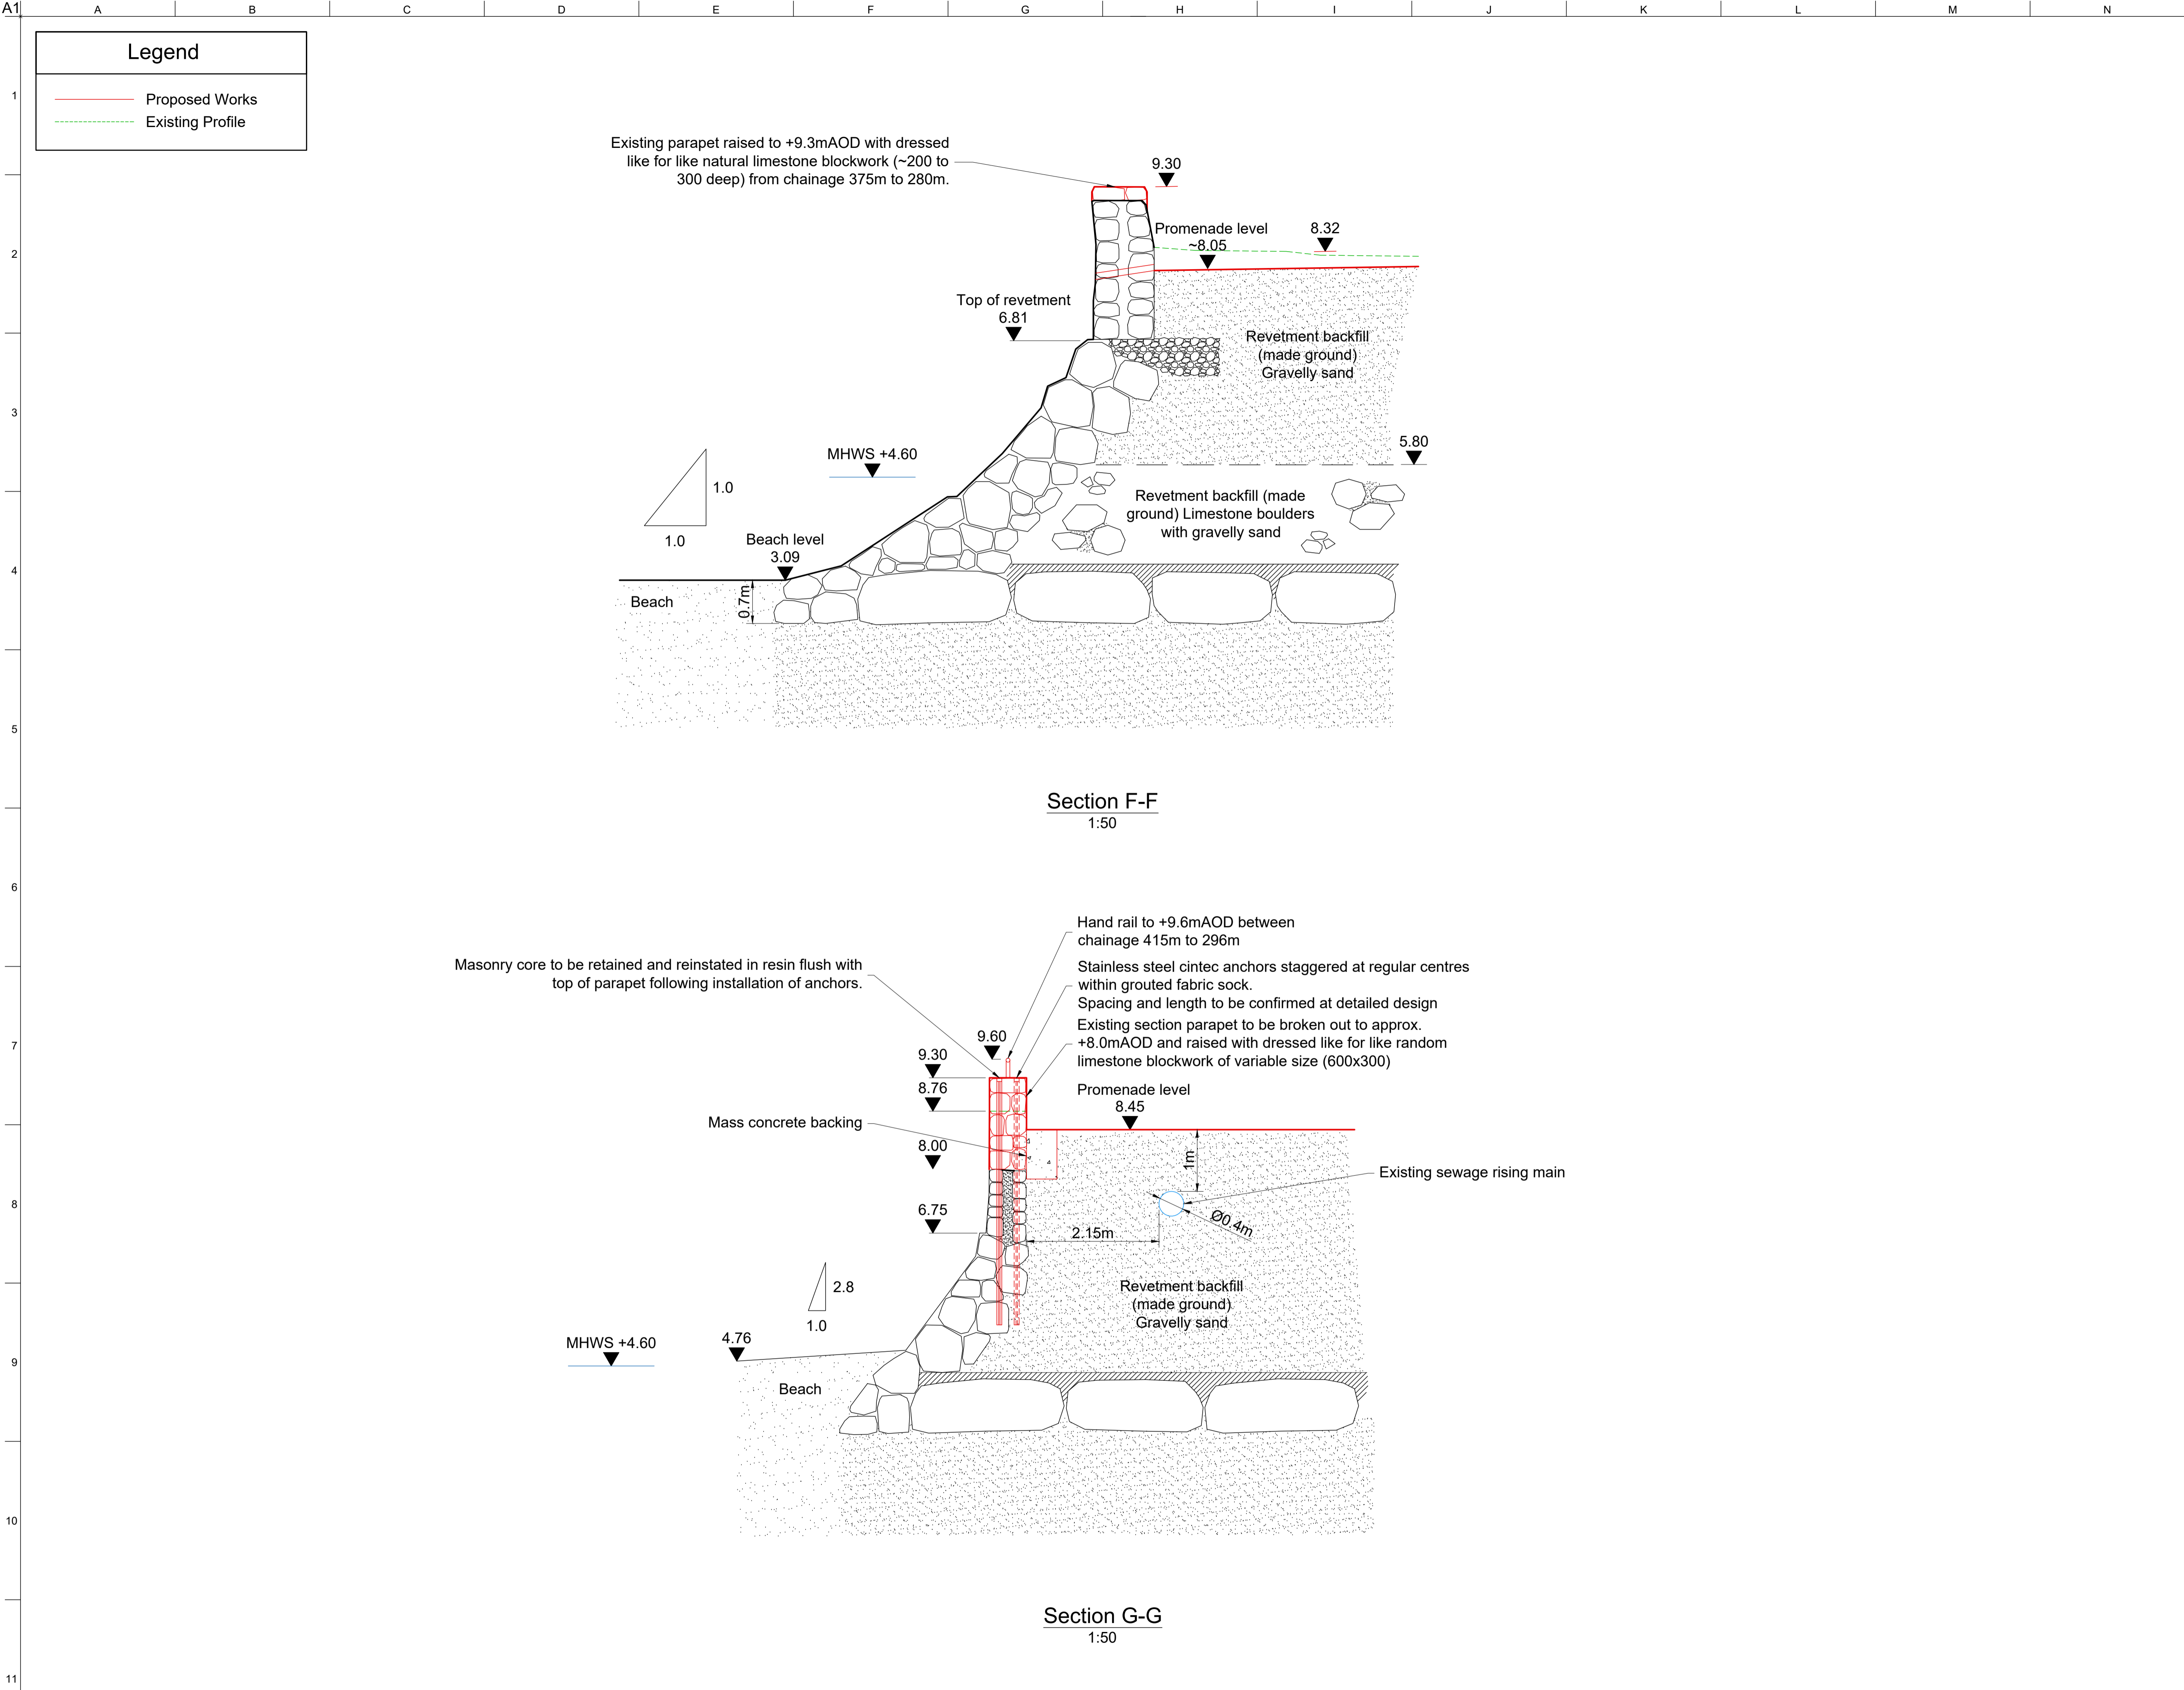 A1
A B C D E F G H I J K L M N
Legend
Proposed Works
Existing Profile
1
2
3
4
5
6
7
8
9
10
11
Existing parapet raised to +9.3mAOD with dressed
like for like natural limestone blockwork (~200 to
300 deep) from chainage 375m to 280m.
9.30
Promenade level
~8.05
8.32
Top of revetment
6.81
Revetment backfill
(made ground)
Gravelly sand
5.80
MHWS +4.60
1.0
1.0
Revetment backfill (made
ground) Limestone boulders
with gravelly sand
Beach level
3.09
Beach
0.7m
Section F-F
1:50
Hand rail to +9.6mAOD between
chainage 415m to 296m
Masonry core to be retained and reinstated in resin flush with
top of parapet following installation of anchors.
Stainless steel cintec anchors staggered at regular centres
within grouted fabric sock.
Spacing and length to be confirmed at detailed design
Existing section parapet to be broken out to approx.
+8.0mAOD and raised with dressed like for like random
limestone blockwork of variable size (600x300)
9.60
9.30
8.76
Promenade level
8.45
Mass concrete backing
8.00
1m
Existing sewage rising main
6.75
Ø0.4m
2.15m
2.8
1.0
Revetment backfill
(made ground)
Gravelly sand
MHWS +4.60
4.76
Beach
Section G-G
1:50